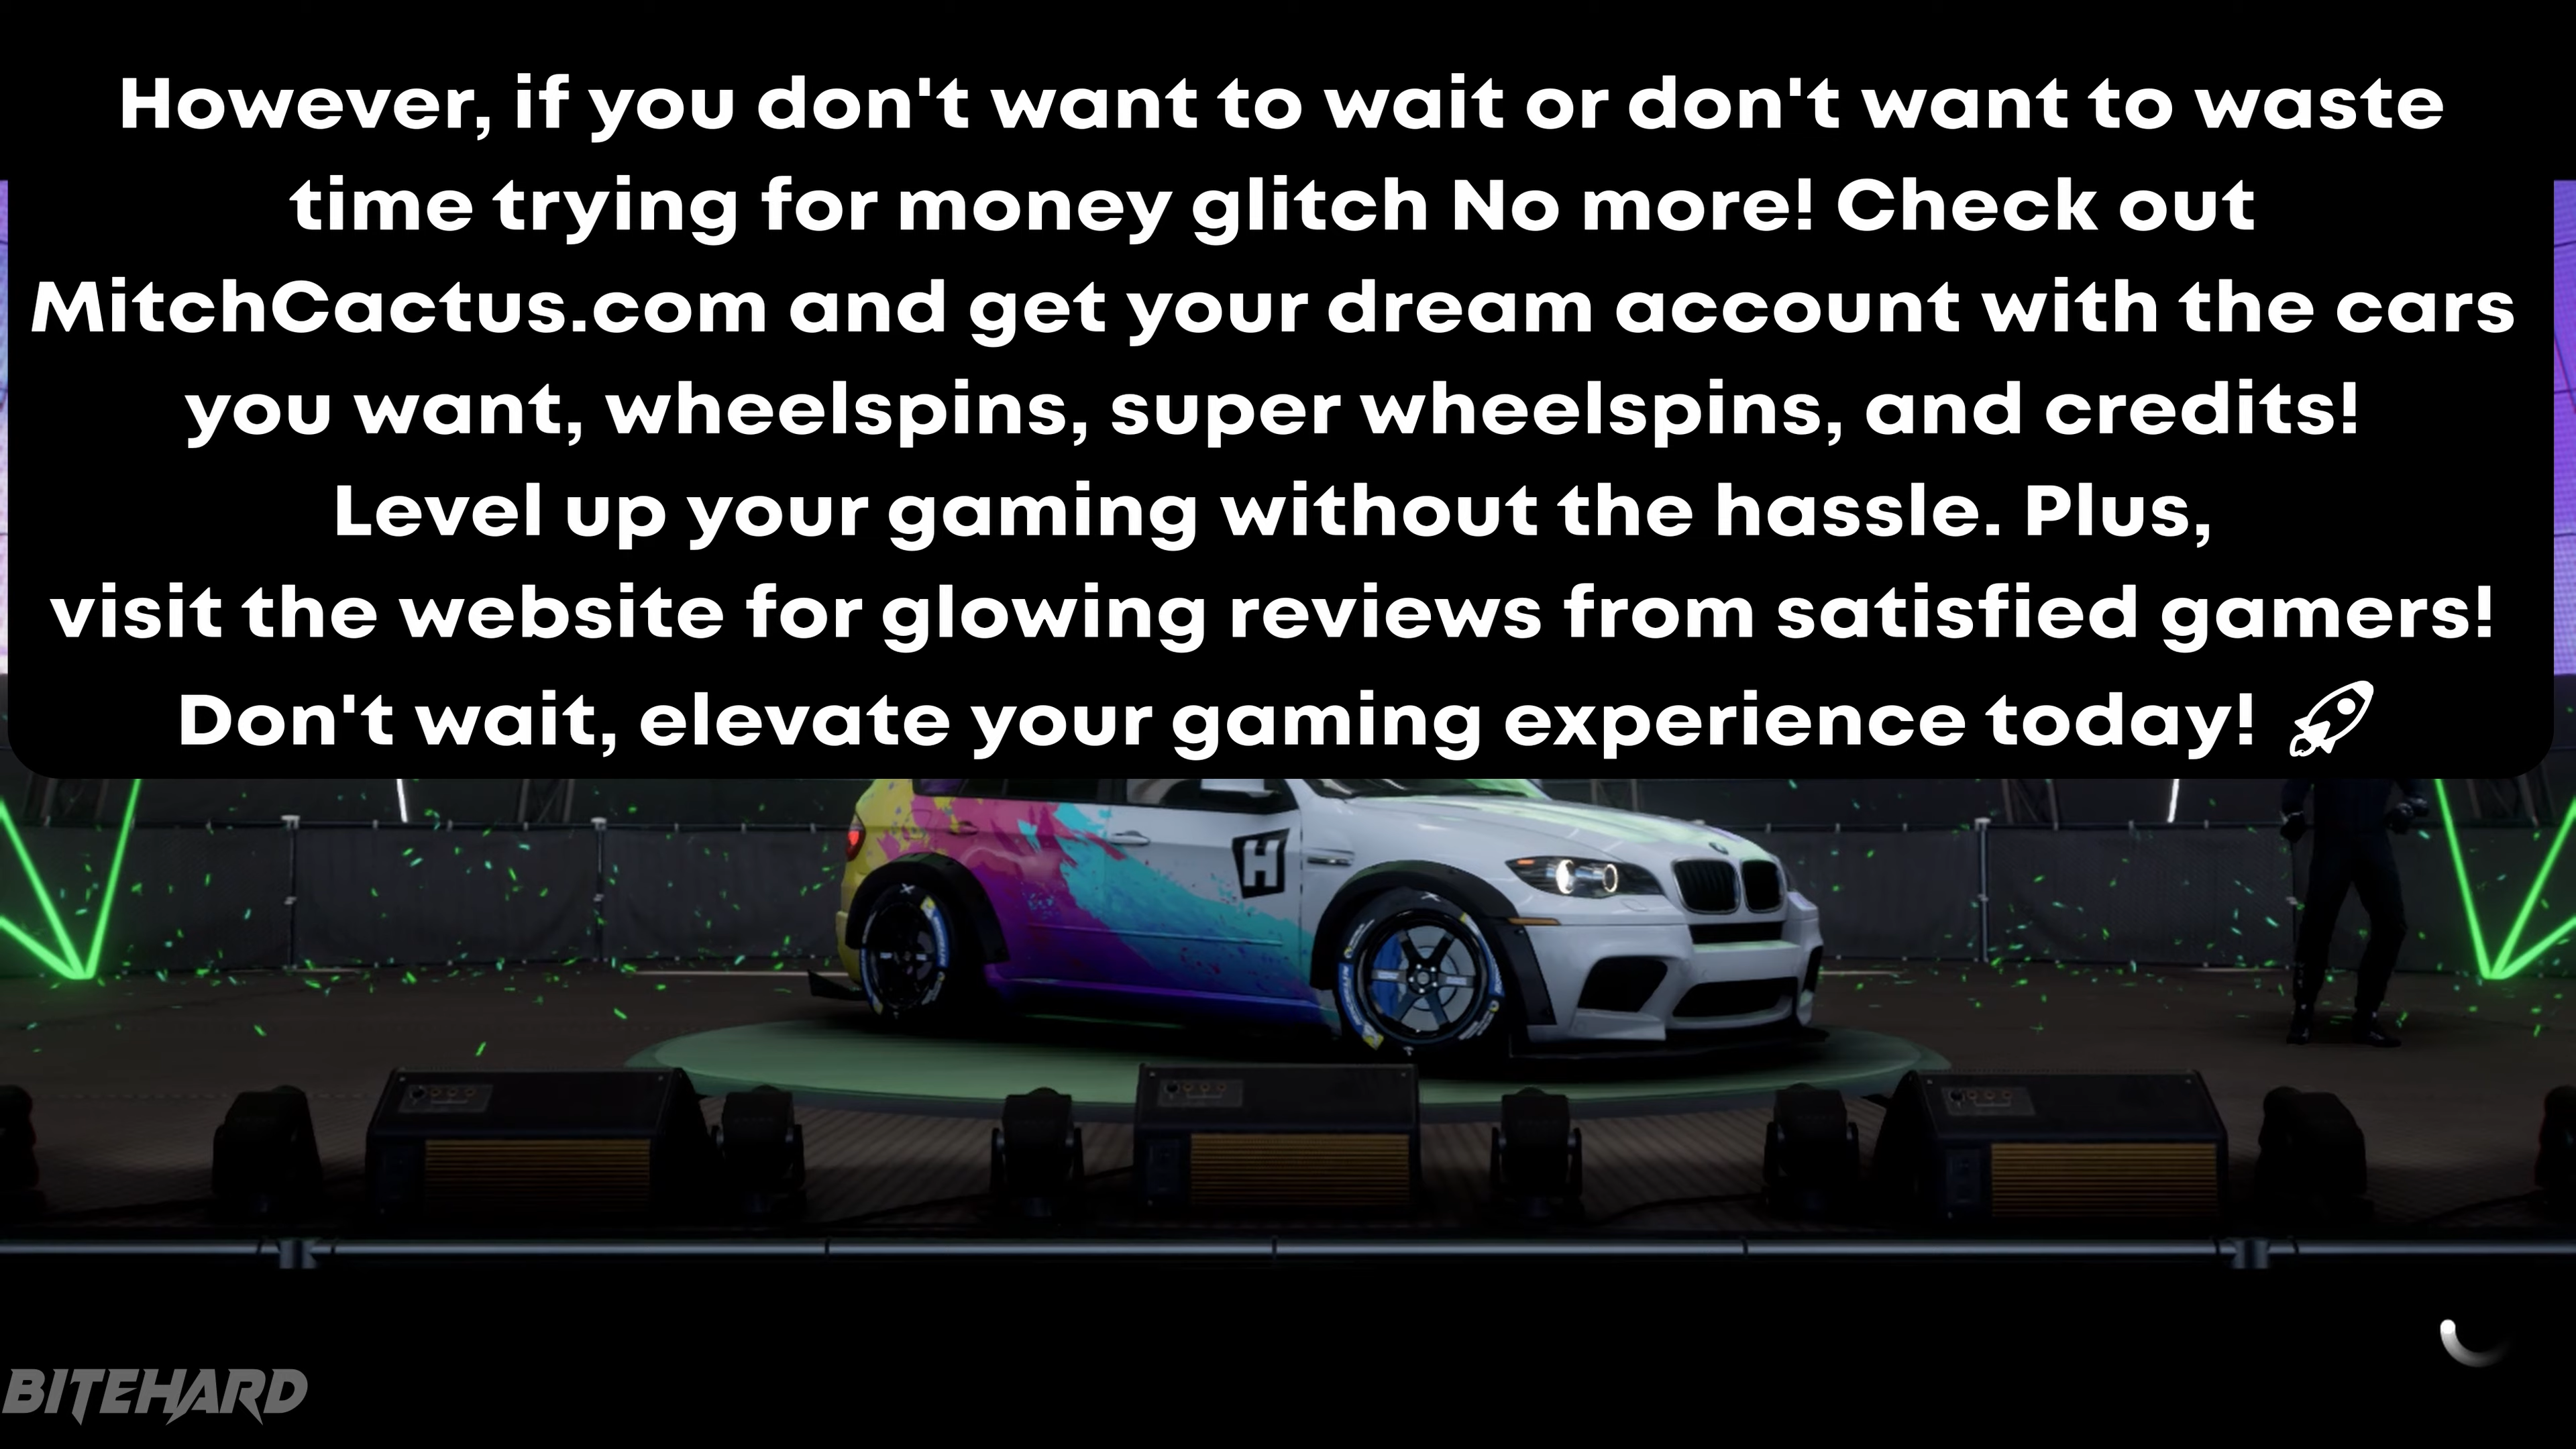 However, if you don't want to wait or don't want to waste
time trying for money glitch No more! Check out
MitchCactus.com and get your dream account with the cars
you want, wheelspins, super wheelspins, and credits!
Level up your gaming without the hassle. Plus,
visit the website for glowing reviews from satisfied gamers!
Don't wait, elevate your gaming experience today! 🚀
H
BITEHARD